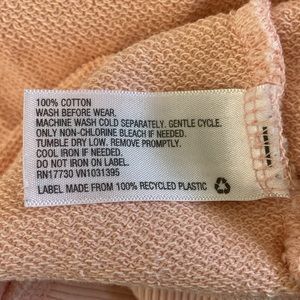 100% COTTON
WASH BEFORE WEAR.
MACHINE WASH COLD SEPARATELY. GENTLE CYCLE.
ONLY NON-CHLORINE BLEACH IF NEEDED.
TUMBLE DRY LOW. REMOVE PROMPTLY.
COOL IRON IF NEEDED.
DO NOT IRON ON LABEL.
RN17730 VN1031395
LABEL MADE FROM 100% RECYCLED PLASTIC